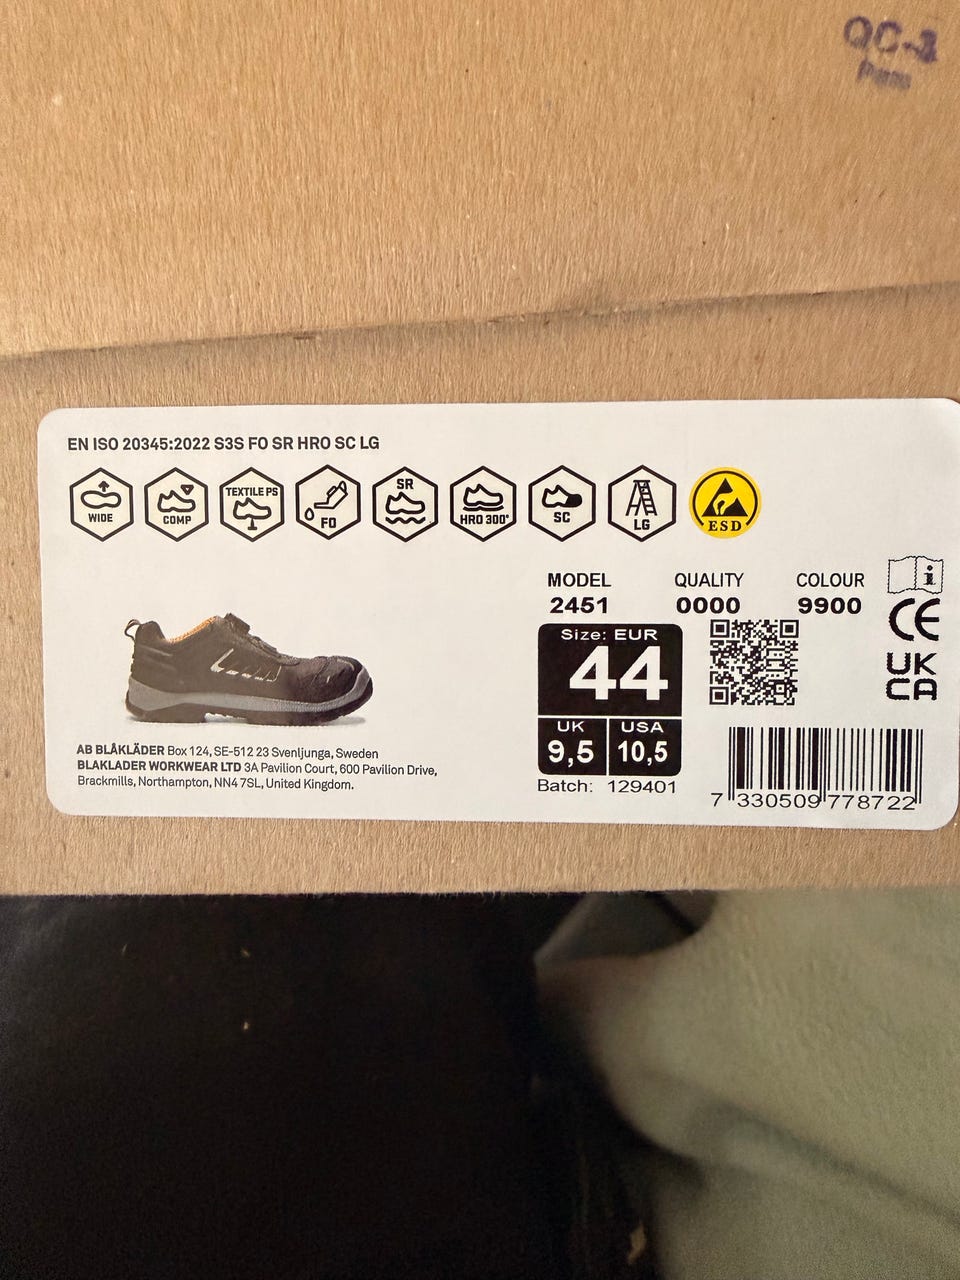 QC-
EN ISO 20345:2022 S3S FO SR HRO SC LG
WIDE
COMP
TEXTILE PS
FO
SR
HRO 300°
SC
LG
ESD
MODEL QUALITY COLOUR
2451 0000 9900
i
CE
UK
CA
Size: EUR
44
UK USA
9,5 10,5
Batch: 129401
7 330509 778722
AB BLÅKLÄDER Box 124, SE-512 23 Svenljunga, Sweden
BLAKLADER WORKWEAR LTD 3A Pavilion Court, 600 Pavilion Drive,
Brackmills, Northampton, NN4 7SL, United Kingdom.